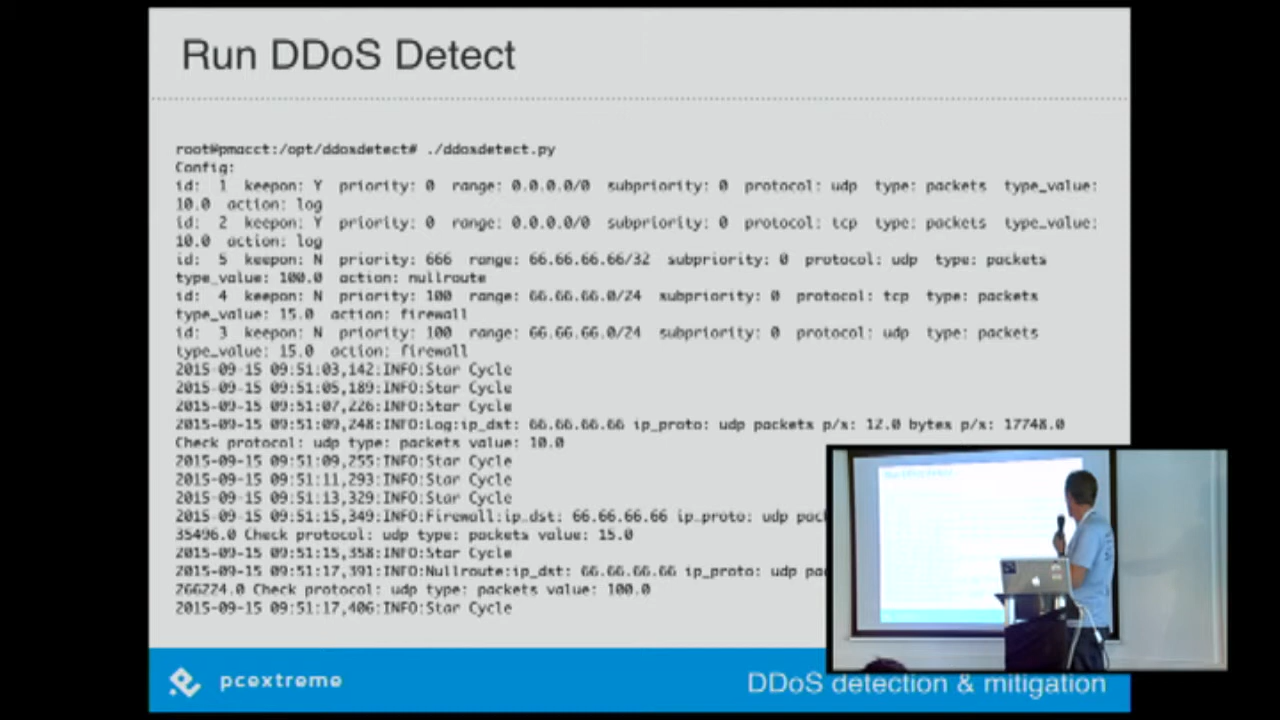 Run DDoS Detect
root@pmacct:/opt/ddosdetect# ./ddosdetect.py
Config:
id: 1 keepon: Y priority: 0 range: 0.0.0.0/0 subpriority: 0 protocol: udp type: packets type_value:
10.0 action: log
id: 2 keepon: Y priority: 0 range: 0.0.0.0/0 subpriority: 0 protocol: tcp type: packets type_value:
10.0 action: log
id: 5 keepon: N priority: 666 range: 66.66.66.66/32 subpriority: 0 protocol: udp type: packets
type_value: 100.0 action: nullroute
id: 4 keepon: N priority: 100 range: 66.66.66.0/24 subpriority: 0 protocol: tcp type: packets
type_value: 15.0 action: firewall
id: 3 keepon: N priority: 100 range: 66.66.66.0/24 subpriority: 0 protocol: udp type: packets
type_value: 15.0 action: firewall
2015-09-15 09:51:03,142:INFO:Star Cycle
2015-09-15 09:51:05,189:INFO:Star Cycle
2015-09-15 09:51:07,226:INFO:Star Cycle
2015-09-15 09:51:09,248:INFO:Log:ip_dst: 66.66.66.66 ip_proto: udp packets p/s: 12.0 bytes p/s: 17748.0
Check protocol: udp type: packets value: 10.0
2015-09-15 09:51:09,255:INFO:Star Cycle
2015-09-15 09:51:11,293:INFO:Star Cycle
2015-09-15 09:51:13,329:INFO:Star Cycle
2015-09-15 09:51:15,349:INFO:Firewall:ip_dst: 66.66.66.66 ip_proto: udp
35496.0 Check protocol: udp type: packets value: 15.0
2015-09-15 09:51:15,358:INFO:Star Cycle
2015-09-15 09:51:17,391:INFO:Nullroute:ip_dst: 66.66.66.66 ip_proto: udp
266224.0 Check protocol: udp type: packets value: 100.0
2015-09-15 09:51:17,406:INFO:Star Cycle
pcextreme
DDoS detection & mitigation